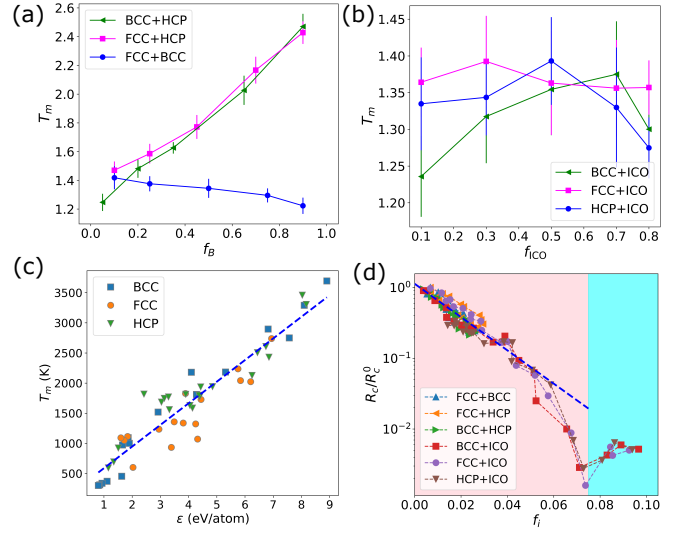 (a)
BCC+HCP
FCC+HCP
FCC+BCC
2.6
2.4
2.2
2.0
1.8
1.6
1.4
1.2
T_m
0.0 0.2 0.4 0.6 0.8 1.0
f_B
(b)
1.45
1.40
1.35
1.30
1.25
1.20
T_m
BCC+ICO
FCC+ICO
HCP+ICO
0.1 0.2 0.3 0.4 0.5 0.6 0.7 0.8
f_ICO
(c)
BCC
FCC
HCP
3500
3000
2500
2000
1500
1000
500
T_m (K)
1 2 3 4 5 6 7 8 9
ε (eV/atom)
(d)
10^0
10^-1
10^-2
R_c/R_c^0
FCC+BCC
FCC+HCP
BCC+HCP
BCC+ICO
FCC+ICO
HCP+ICO
0.00 0.02 0.04 0.06 0.08 0.10
f_i